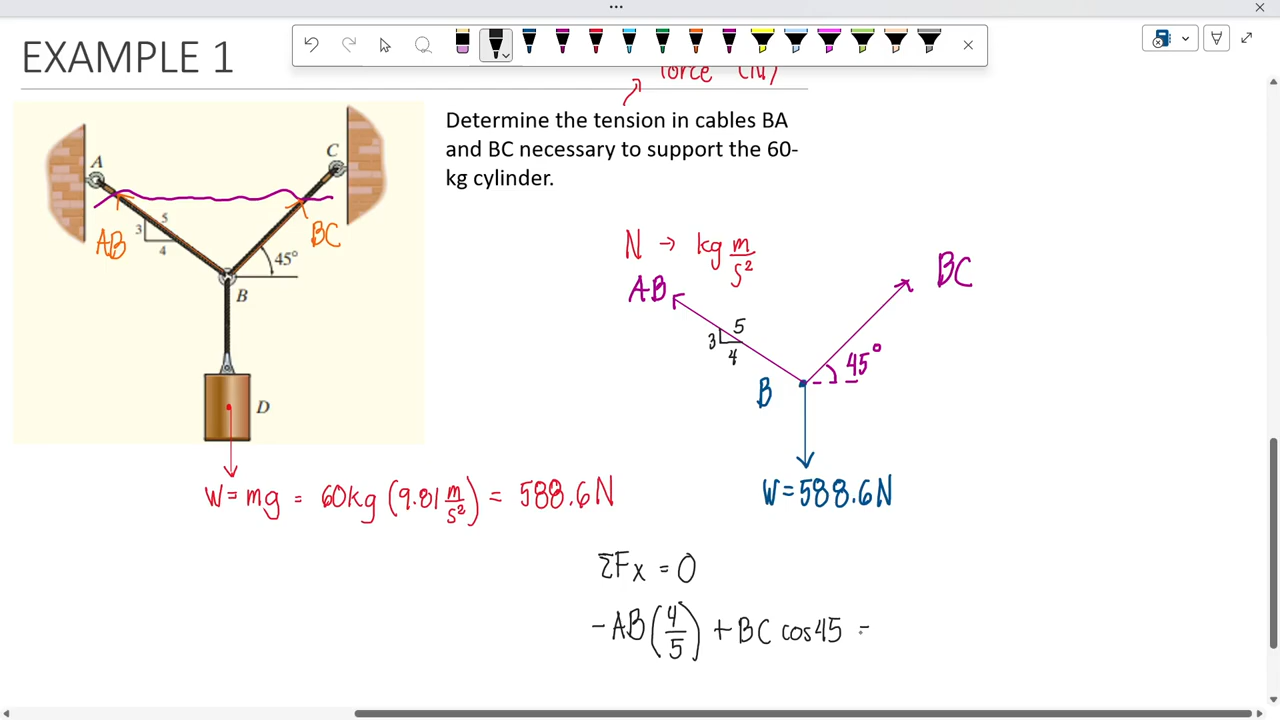 EXAMPLE 1
force (N)
Determine the tension in cables BA
and BC necessary to support the 60-
kg cylinder.
A
C
3
5
4
AB
BC
45°
B
D
N → kg m/s²
AB
BC
3
5
4
45°
B
W = mg = 60kg (9.81 m/s²) = 588.6 N
W = 588.6 N
ΣFx = 0
- AB (4/5) + BC cos45 =